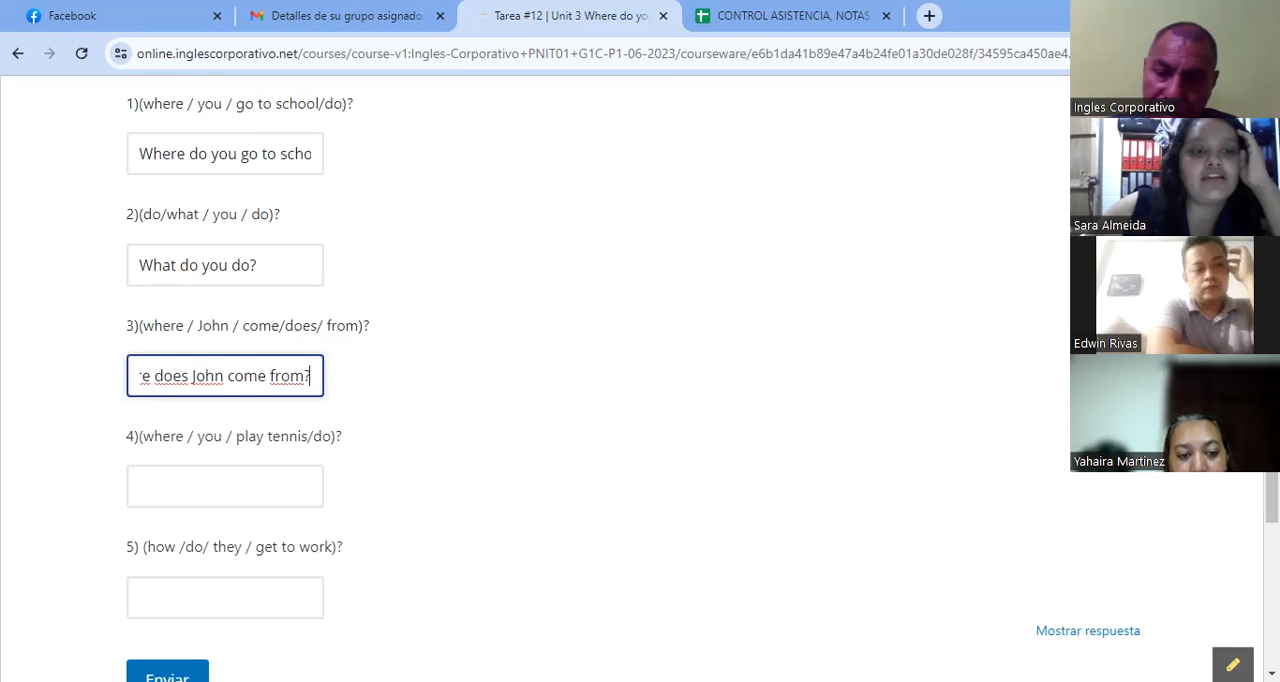 Facebook
Detalles de su grupo asignado
Tarea #12 | Unit 3 Where do yo
CONTROL ASISTENCIA, NOTAS
online.inglescorporativo.net/courses/course-v1:Ingles-Corporativo+PNIT01+G1C-P1-06-2023/courseware/e6b1da41b89e47a4b24fe01a30de028f/34595ca450ae4
Ingles Corporativo
1)(where / you / go to school/do)?
Where do you go to scho
Sara Almeida
2)(do/what / you / do)?
What do you do?
3)(where / John / come/does/ from)?
Edwin Rivas
e does John come from?
4)(where / you / play tennis/do)?
Yahaira Martinez
5) (how /do/ they / get to work)?
Mostrar respuesta
Enviar